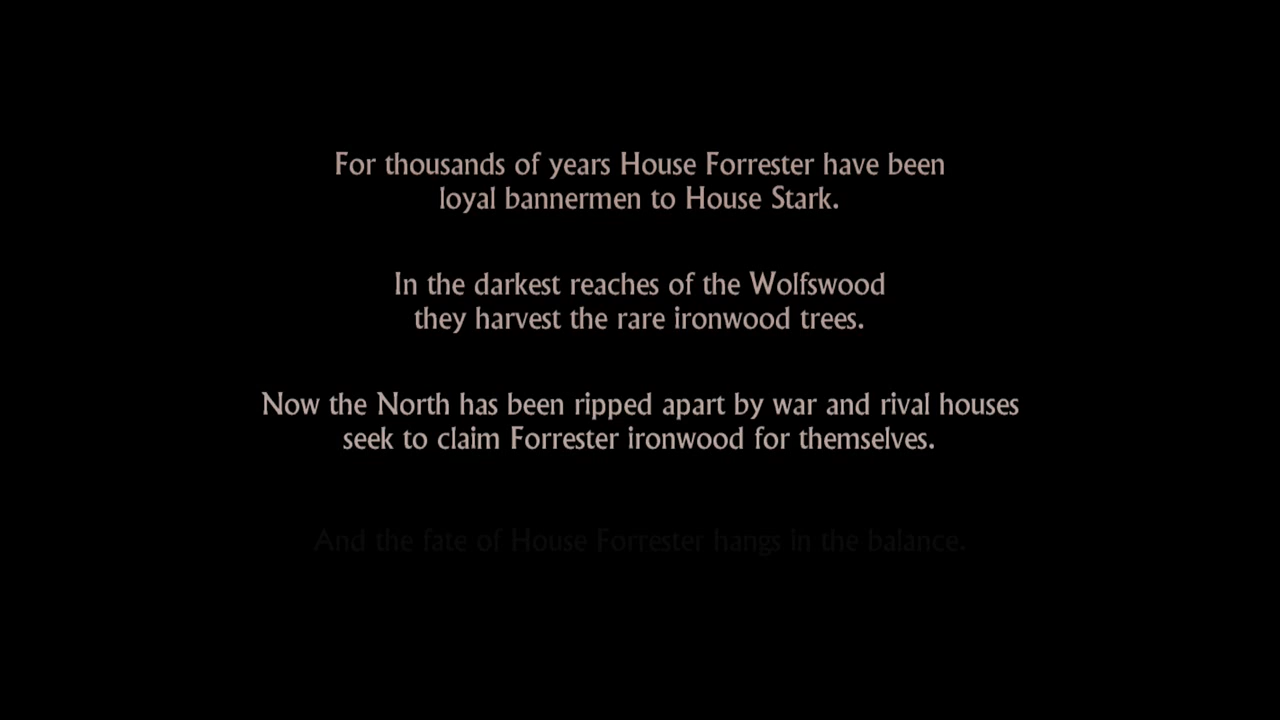 For thousands of years House Forrester have been
loyal bannermen to House Stark.
In the darkest reaches of the Wolfswood
they harvest the rare ironwood trees.
Now the North has been ripped apart by war and rival houses
seek to claim Forrester ironwood for themselves.
And the fate of House Forrester hangs in the balance.